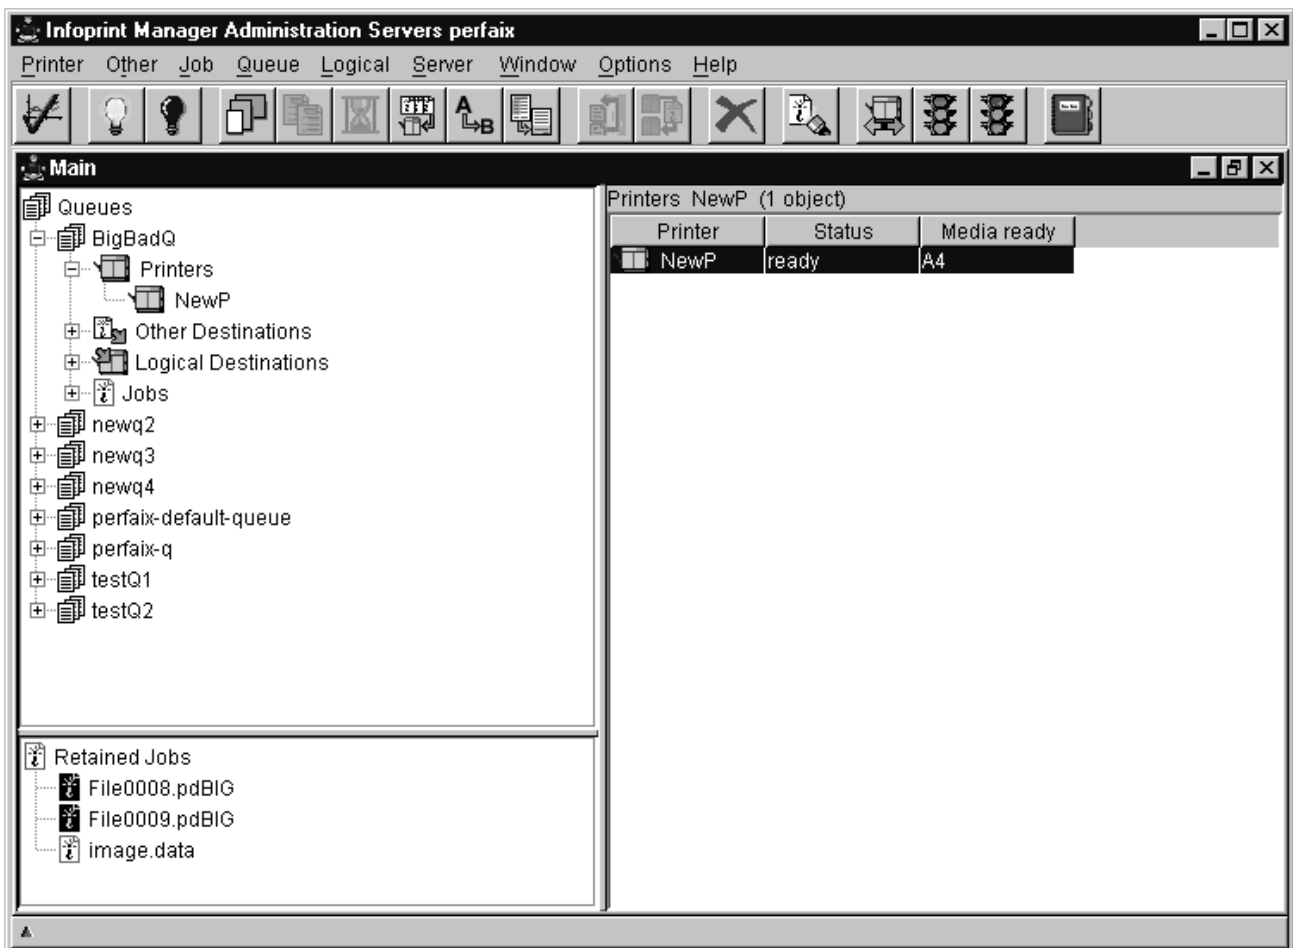 Infoprint Manager Administration Servers perfaix
Printer Other Job Queue Logical Server Window Options Help
A B
Main
Queues
BigBadQ
Printers
NewP
Other Destinations
Logical Destinations
Jobs
newq2
newq3
newq4
perfaix-default-queue
perfaix-q
testQ1
testQ2
Retained Jobs
File0008.pdBIG
File0009.pdBIG
image.data
Printers NewP (1 object)
Printer Status Media ready
NewP ready A4